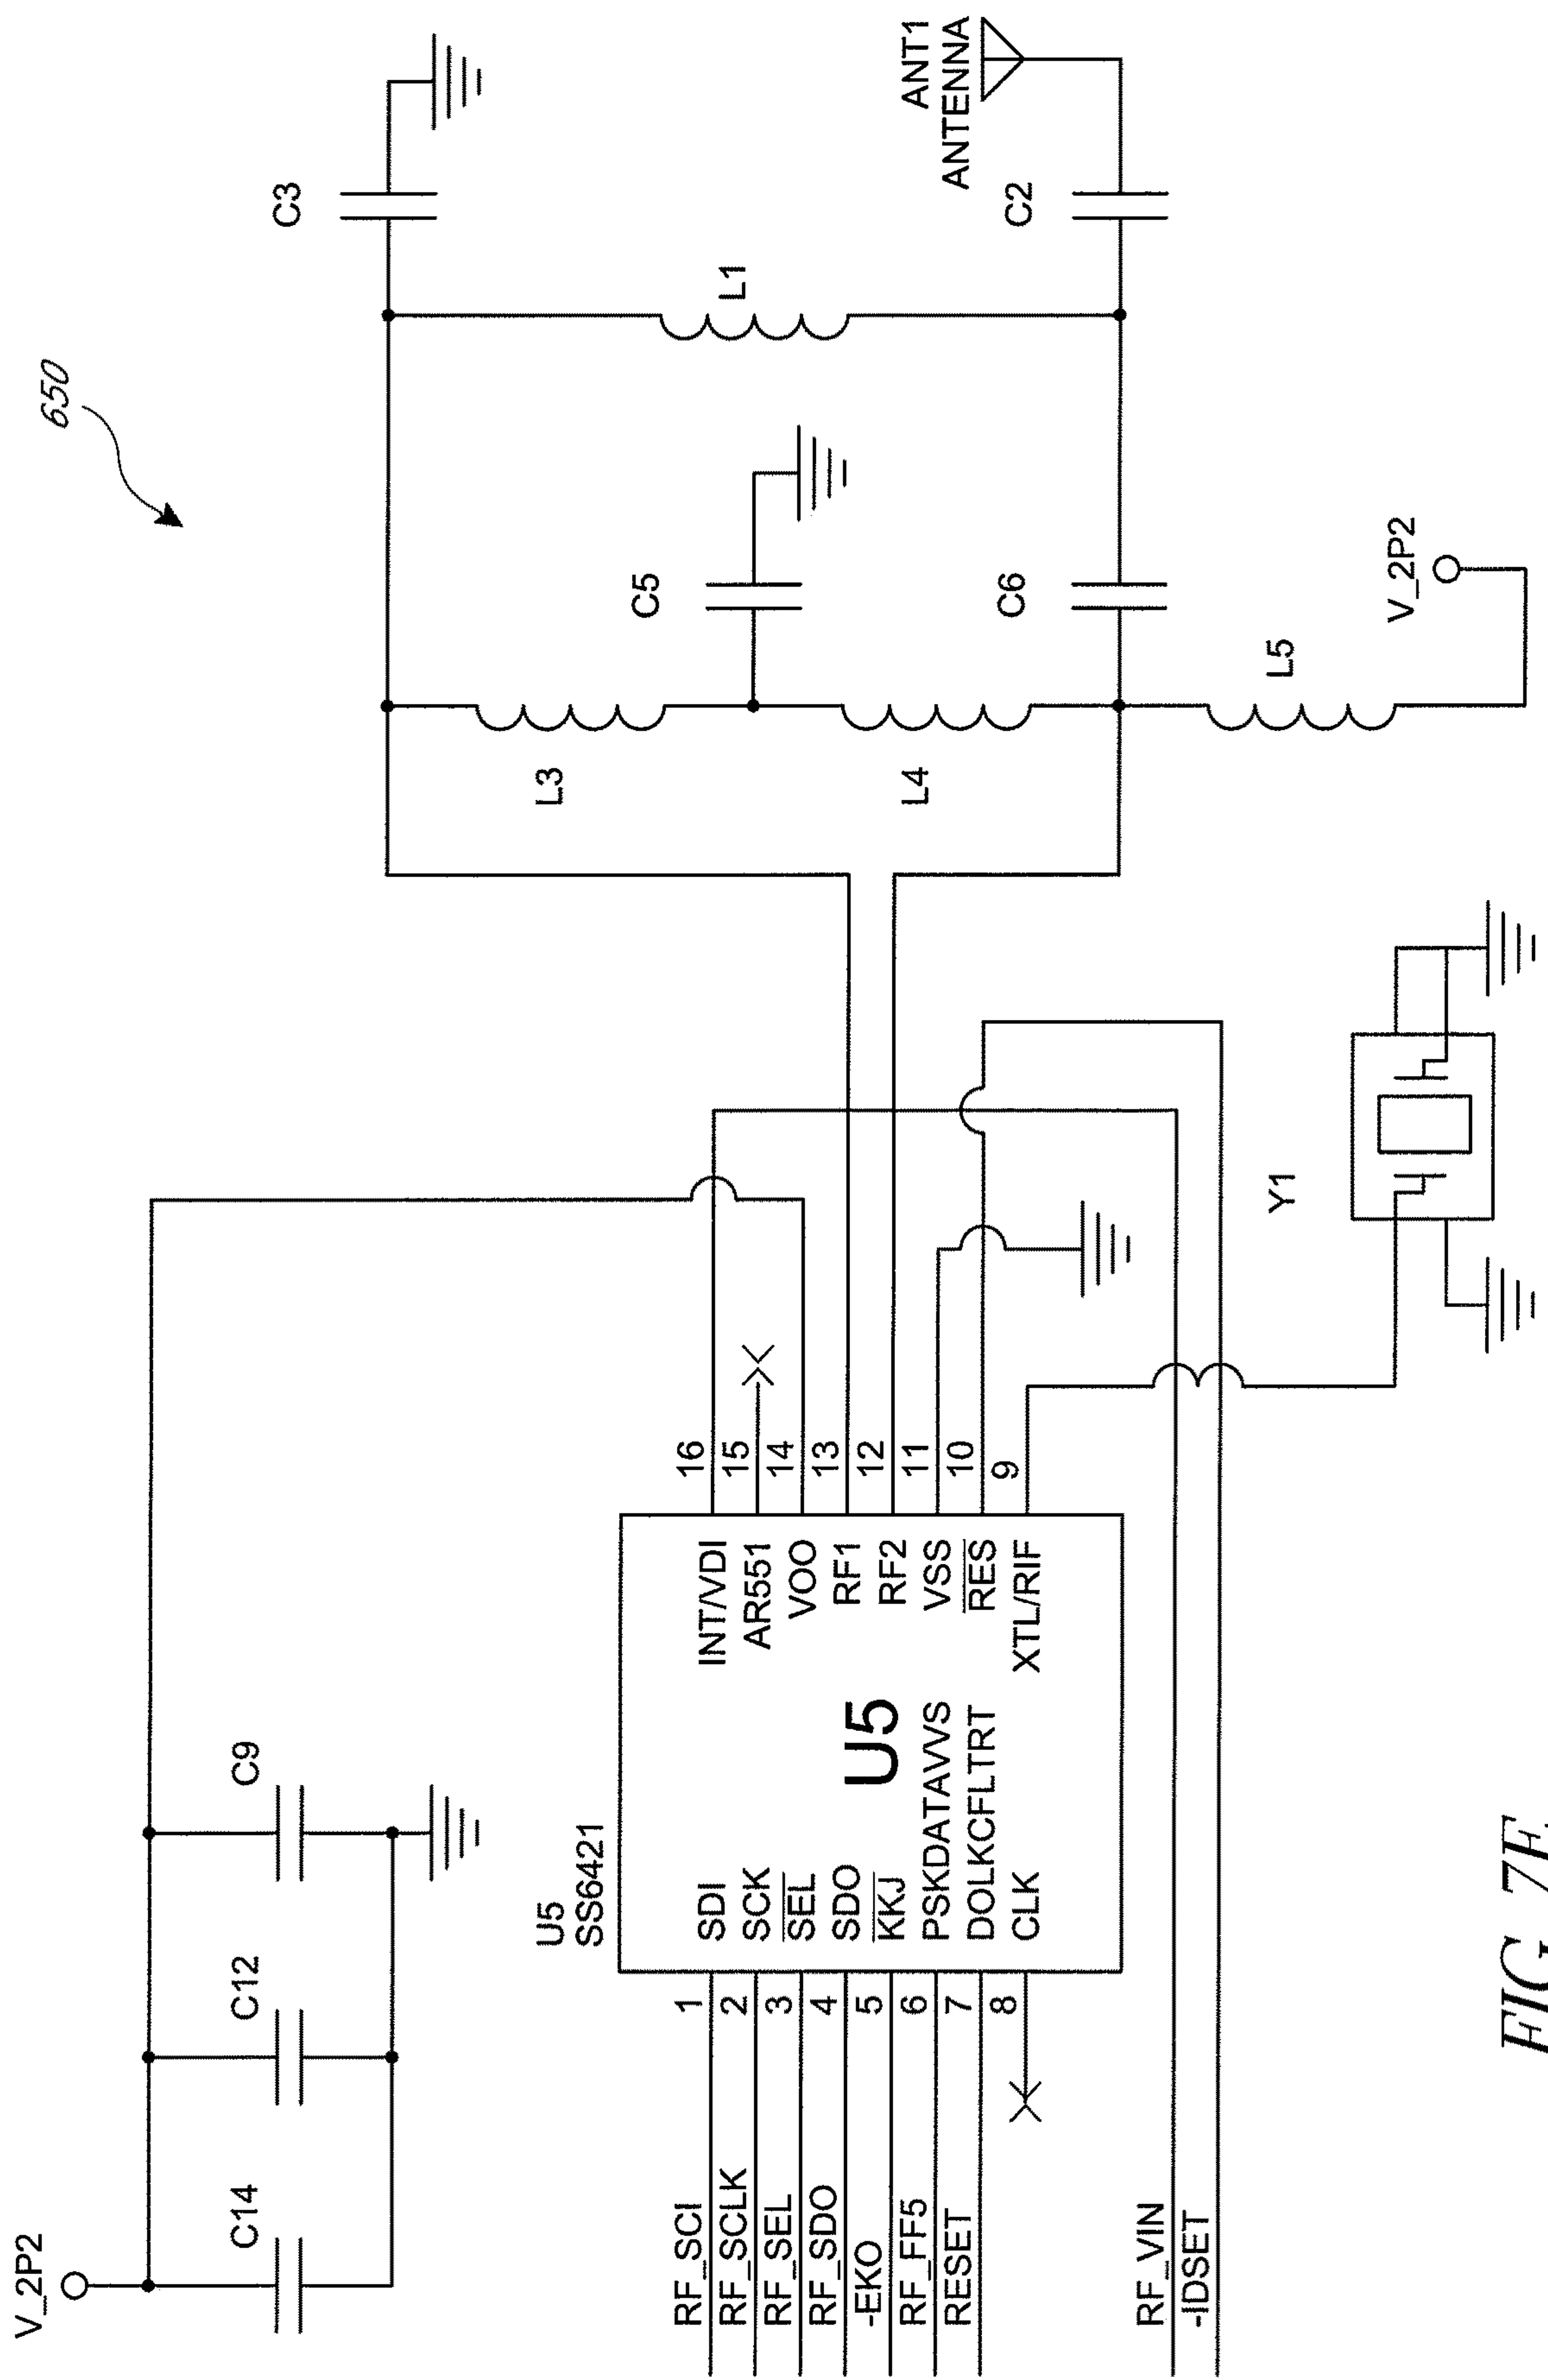 650
V_2P2
C14
C12
C9
C3
L1
C2
ANT1
ANTENNA
C5
C6
L3
L4
L5
V_2P2
U5
SS6421
U5
SDI
SCK
SEL
SDO
KKJ
PSKDATAVVS
DOLKCFLTRT
CLK
INT/VDI
AR551
VOO
RF1
RF2
VSS
RES
XTL/RIF
1
2
3
4
5
6
7
8
16
15
14
13
12
11
10
9
RF_SCI
RF_SCLK
RF_SEL
RF_SDO
-EKO
RF_FF5
RESET
RF_VIN
-IDSET
Y1